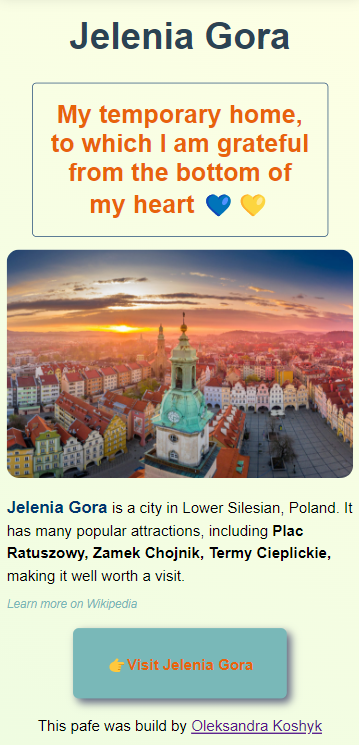 Jelenia Gora
My temporary home,
to which I am grateful
from the bottom of
my heart 💙 💛
Jelenia Gora is a city in Lower Silesian, Poland. It
has many popular attractions, including Plac
Ratuszowy, Zamek Chojnik, Termy Cieplickie,
making it well worth a visit.
Learn more on Wikipedia
👉Visit Jelenia Gora
This pafe was build by Oleksandra Koshyk